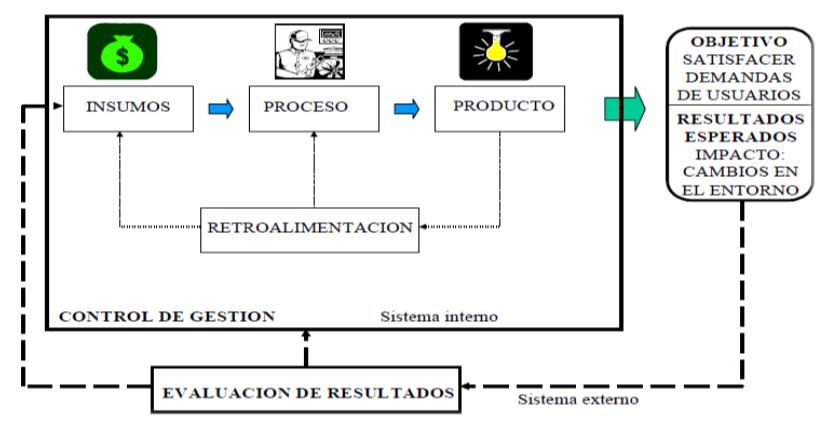 $
INSUMOS
PROCESO
PRODUCTO
OBJETIVO
SATISFACER
DEMANDAS
DE USUARIOS
RESULTADOS
ESPERADOS
IMPACTO:
CAMBIOS EN
EL ENTORNO
RETROALIMENTACION
CONTROL DE GESTION
Sistema interno
EVALUACION DE RESULTADOS
Sistema externo